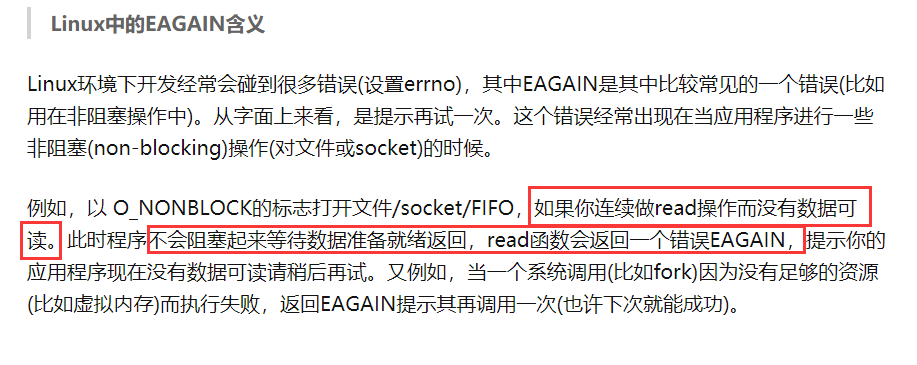 Linux中的EAGAIN含义
Linux环境下开发经常会碰到很多错误(设置errno)，其中EAGAIN是其中比较常见的一个错误(比如
用在非阻塞操作中)。从字面上来看，是提示再试一次。这个错误经常出现在当应用程序进行一些
非阻塞(non-blocking)操作(对文件或socket)的时候。
例如，以 O_NONBLOCK的标志打开文件/socket/FIFO，如果你连续做read操作而没有数据可
读。此时程序不会阻塞起来等待数据准备就绪返回，read函数会返回一个错误EAGAIN，提示你的
应用程序现在没有数据可读请稍后再试。又例如，当一个系统调用(比如fork)因为没有足够的资源
(比如虚拟内存)而执行失败，返回EAGAIN提示其再调用一次(也许下次就能成功)。